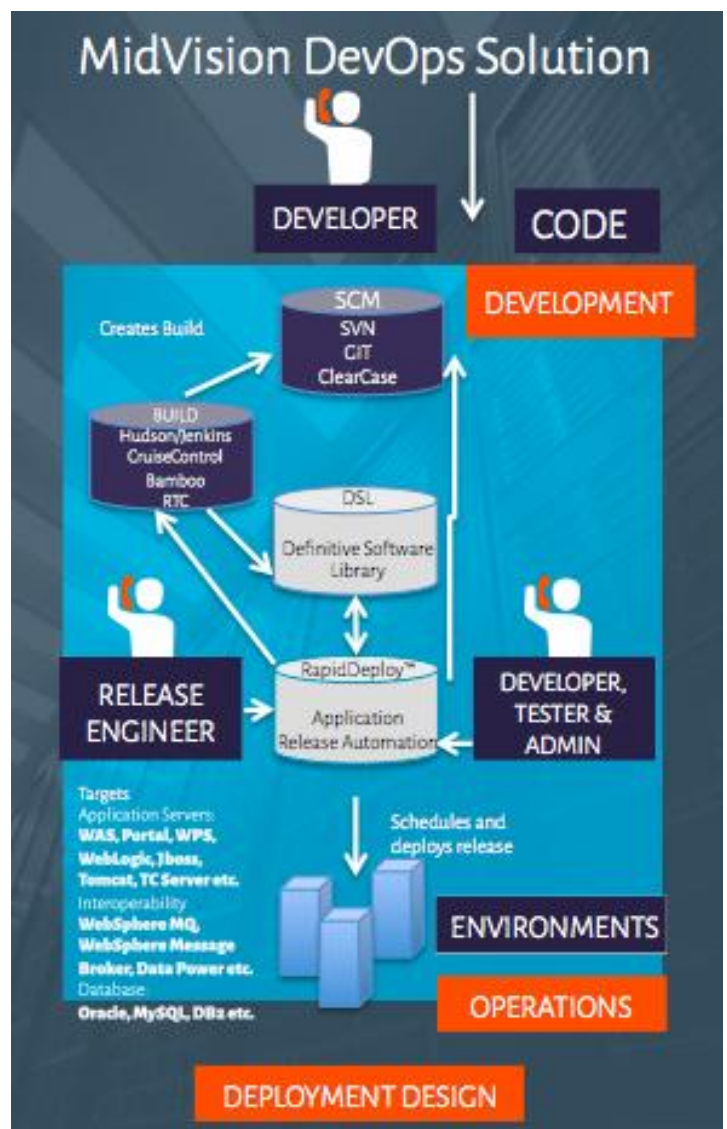 MidVision DevOps Solution
DEVELOPER
CODE
DEVELOPMENT
SCM
SVN
GIT
ClearCase
Creates Build
BUILD
Hudson/Jenkins
CruiseControl
Bamboo
RTC
DSL
Definitive Software
Library
RELEASE
ENGINEER
RapidDeploy™
Application
Release Automation
DEVELOPER,
TESTER &
ADMIN
Targets
Application Servers:
WAS, Portal, WPS,
WebLogic, Jboss,
Tomcat, TC Server etc.
Interoperability
WebSphere MQ,
WebSphere Message
Broker, Data Power etc.
Database
Oracle, MySQL, DB2 etc.
Schedules and
deploys release
ENVIRONMENTS
OPERATIONS
DEPLOYMENT DESIGN